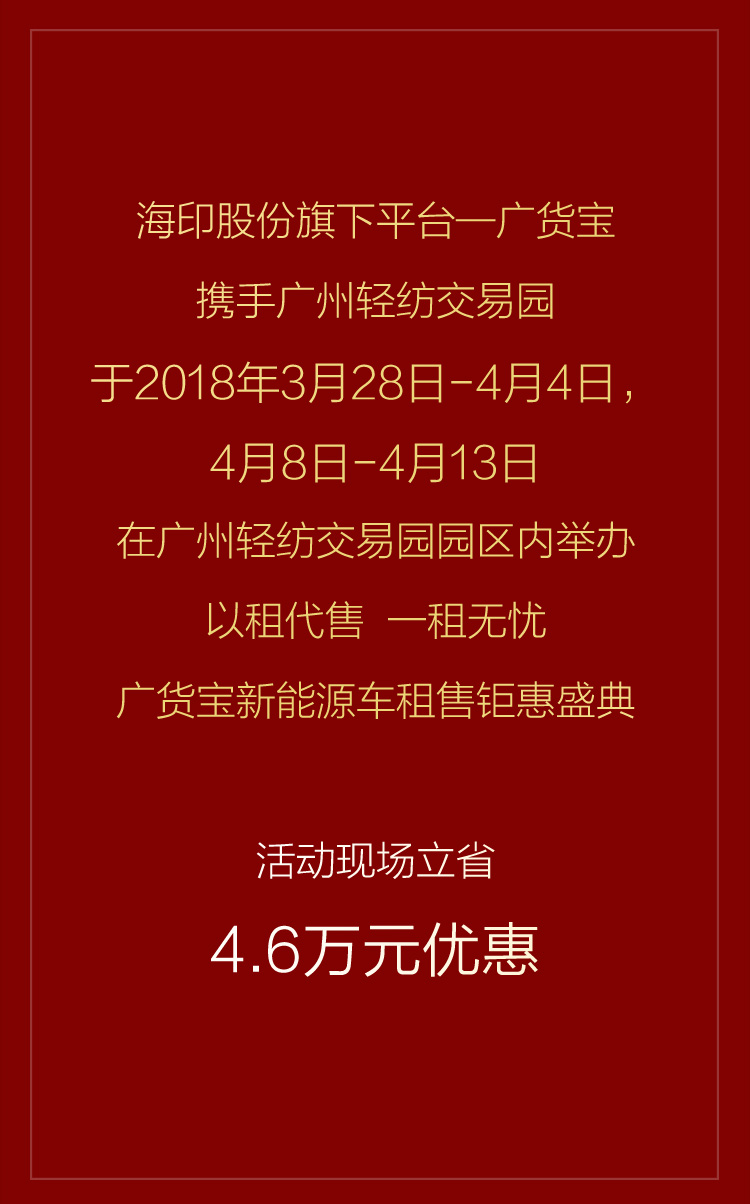 海印股份旗下平台—广货宝
携手广州轻纺交易园
于2018年3月28日-4月4日，
4月8日-4月13日
在广州轻纺交易园园区内举办
以租代售 一租无忧
广货宝新能源车租售钜惠盛典
活动现场立省
4.6万元优惠